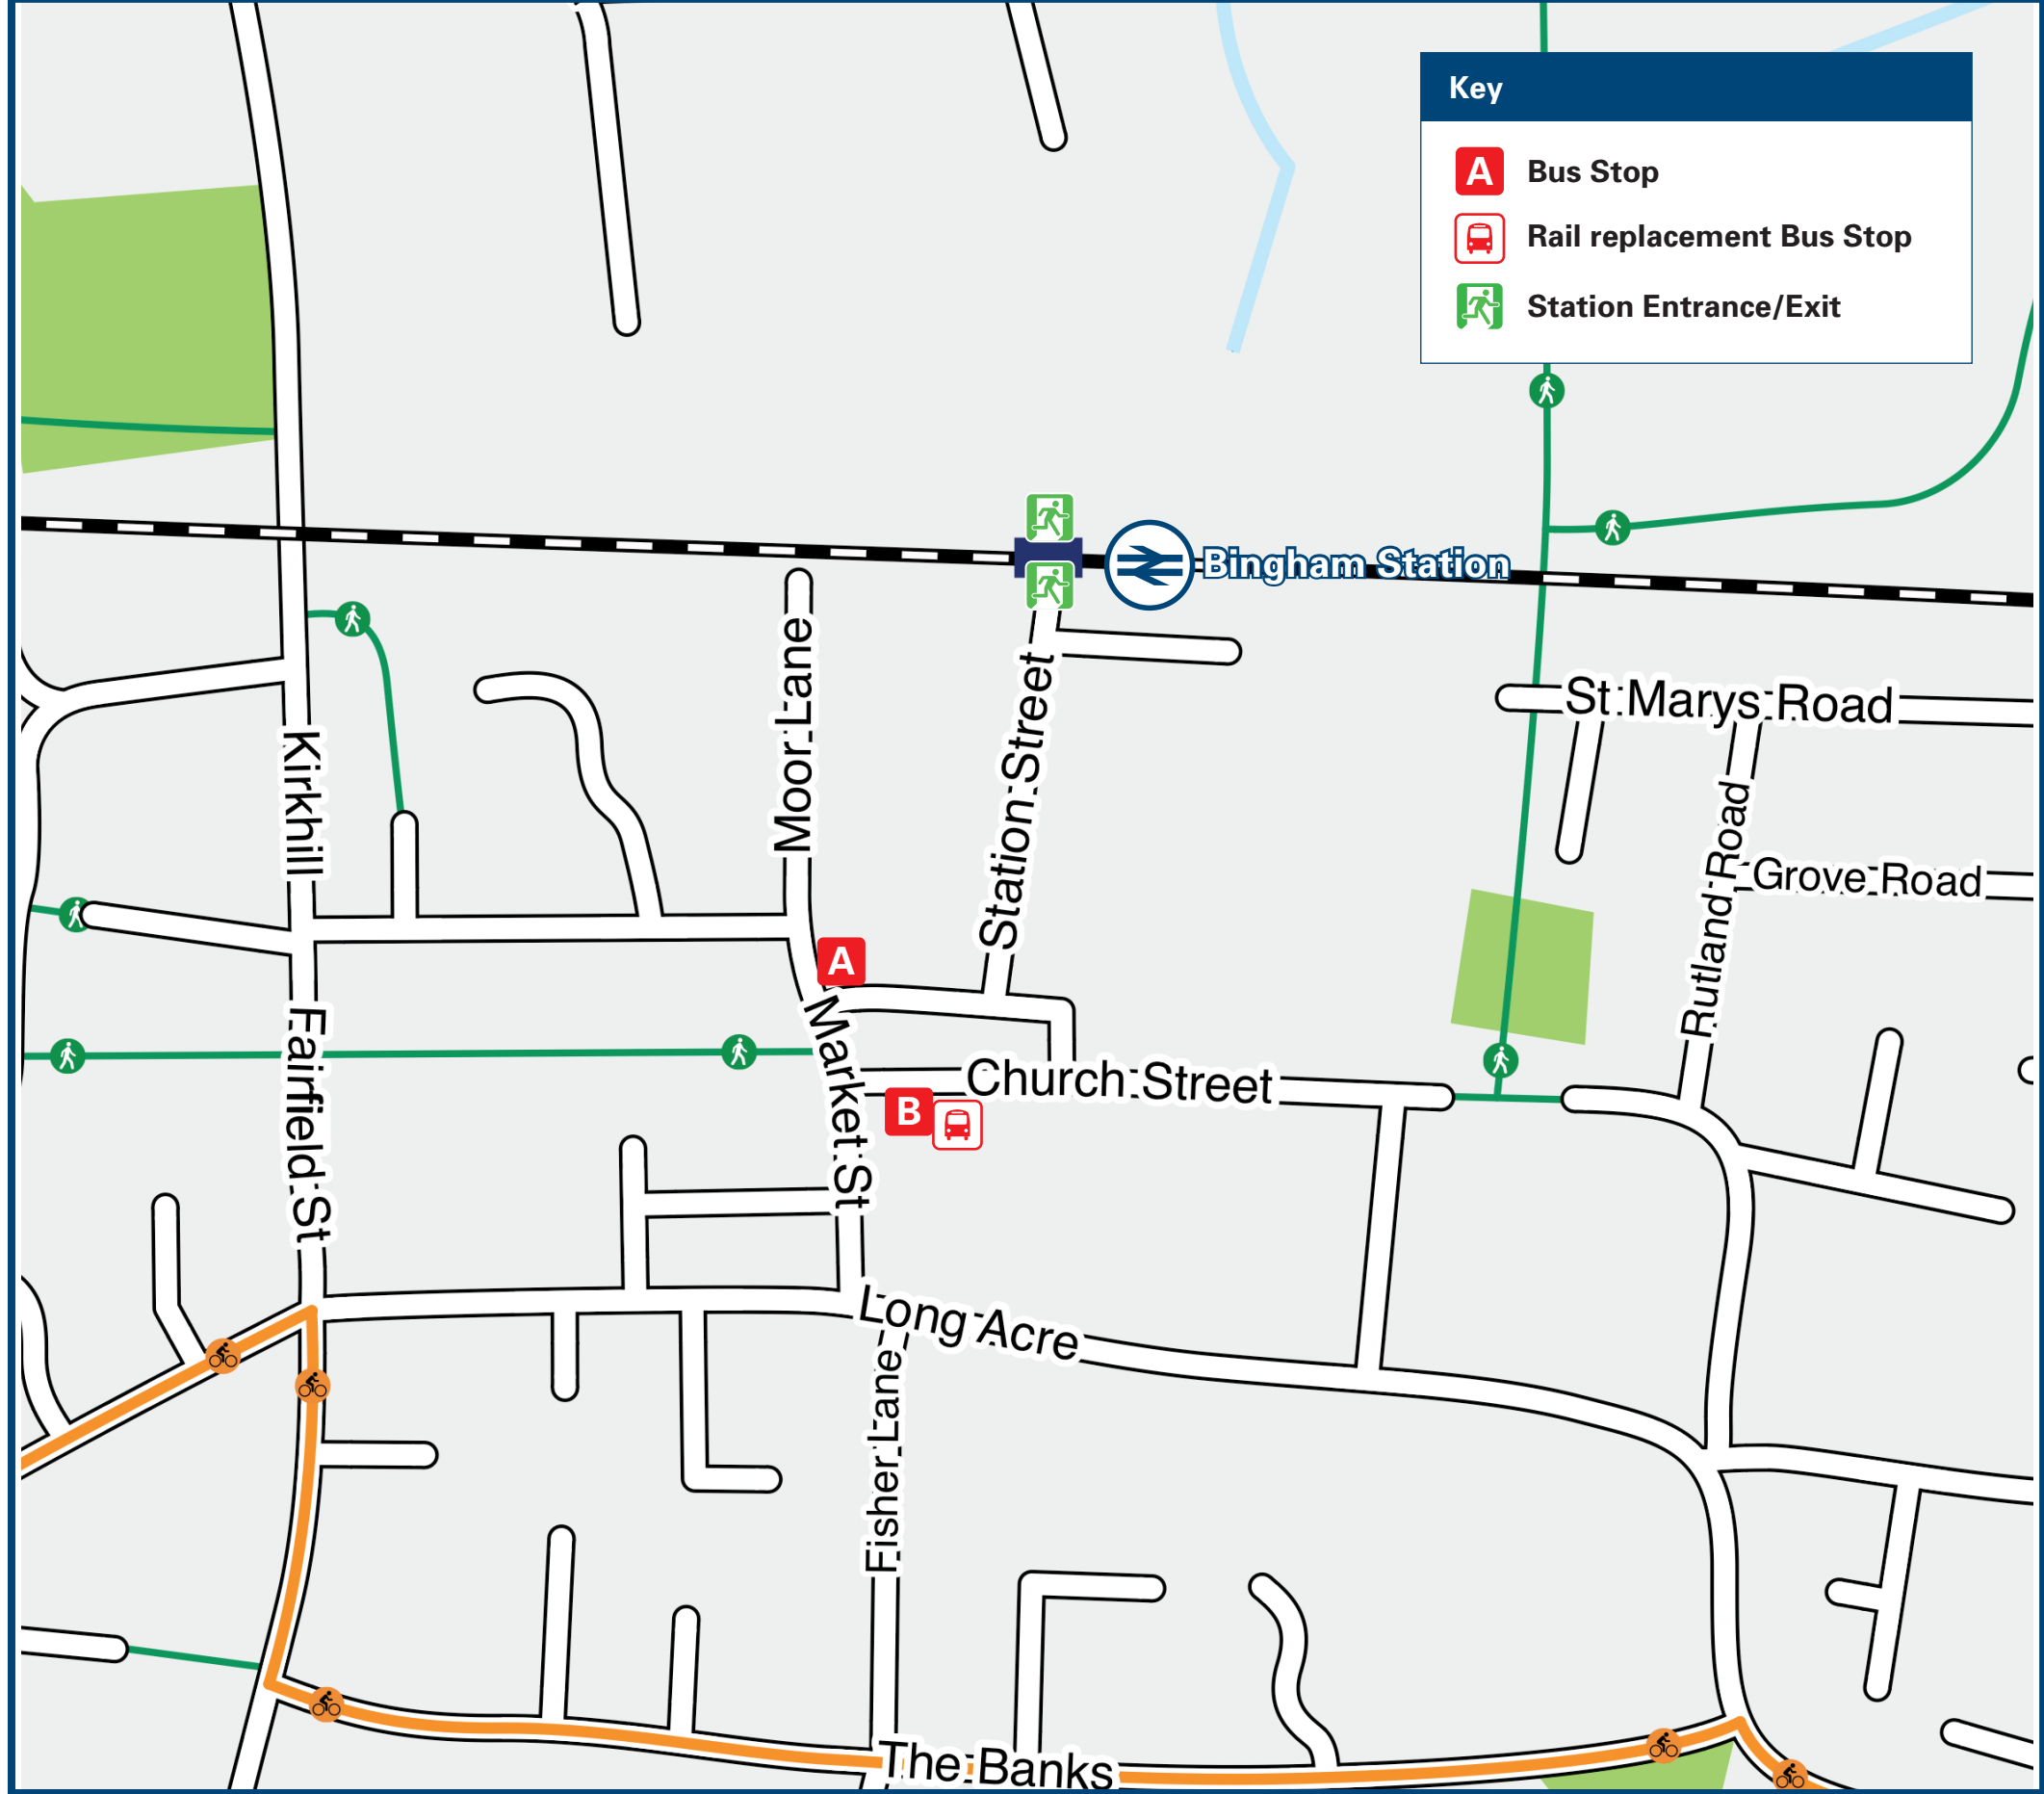 Key
A
Bus Stop
Rail replacement Bus Stop
Station Entrance/Exit
Bingham Station
Moor Lane
Station Street
St Marys Road
Kirkhill
Rutland Road
Grove Road
A
Market St
Fairfield St
Church Street
B
Long Acre
Fisher Lane
The Banks